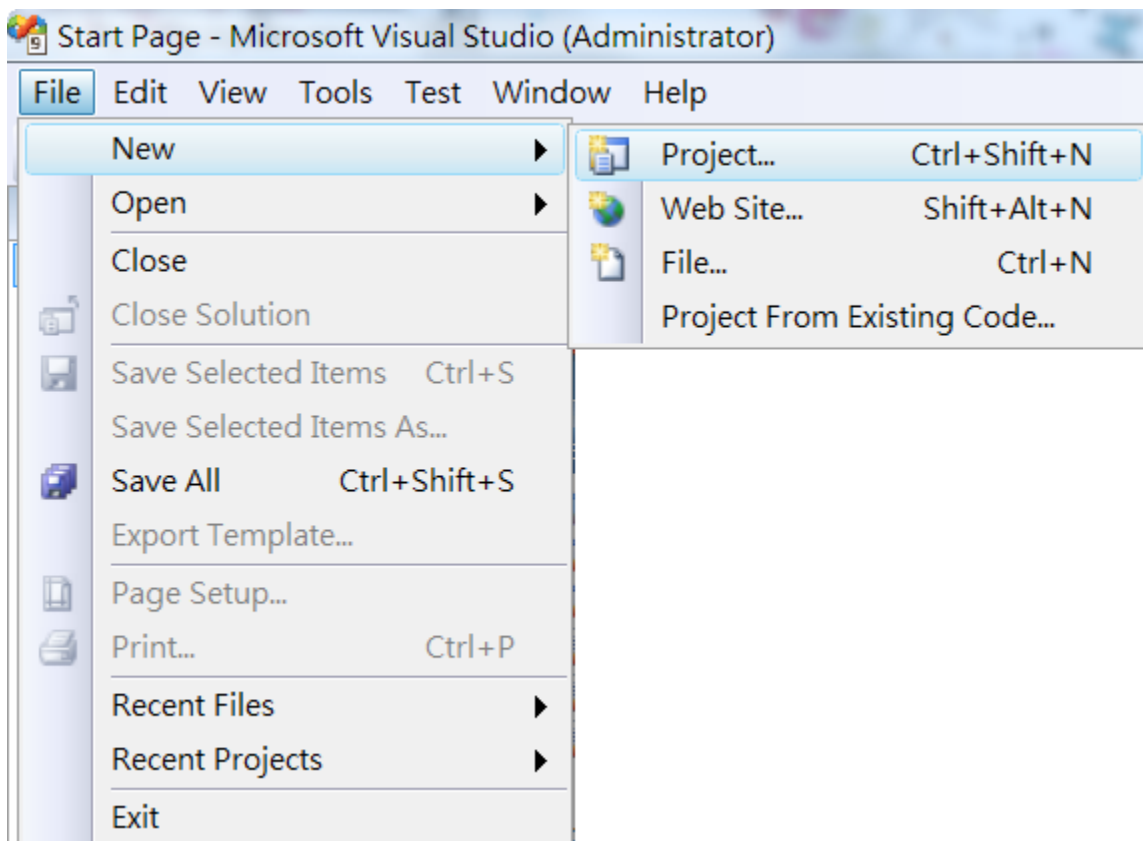 9 Start Page - Microsoft Visual Studio (Administrator)
File Edit View Tools Test Window Help
New
Open
Close
Close Solution
Save Selected Items Ctrl+S
Save Selected Items As...
Save All Ctrl+Shift+S
Export Template...
Page Setup...
Print... Ctrl+P
Recent Files
Recent Projects
Exit
Project... Ctrl+Shift+N
Web Site... Shift+Alt+N
File... Ctrl+N
Project From Existing Code...